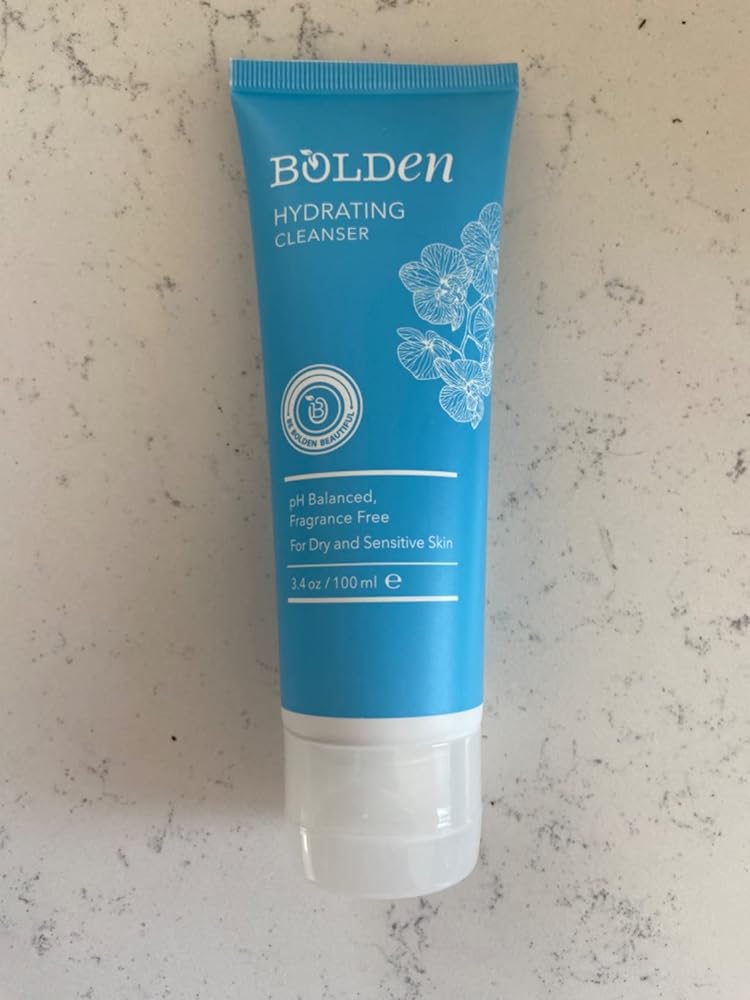 BOLDen
HYDRATING
CLEANSER
B
BE BOLDEN BEAUTIFUL
pH Balanced,
Fragrance Free
For Dry and Sensitive Skin
3.4 oz / 100 ml ℮